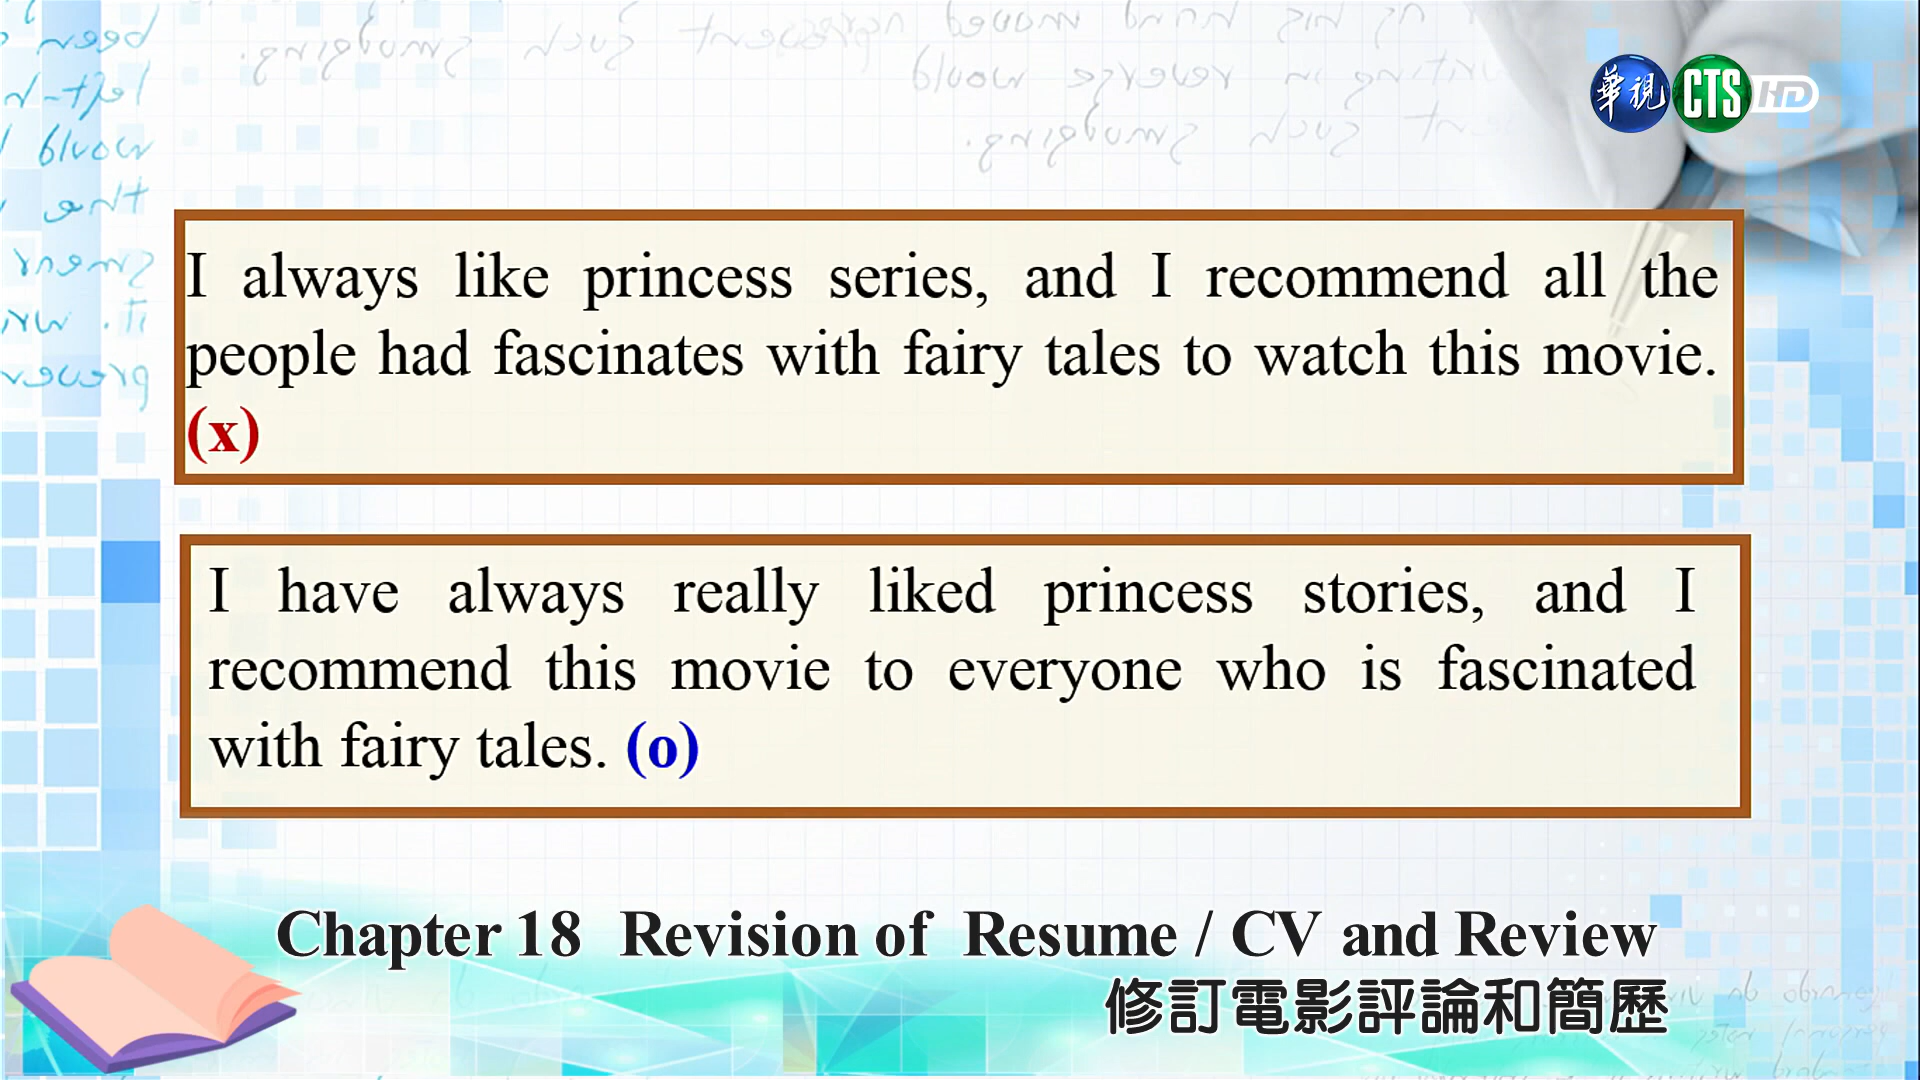 華視 CTS HD
I always like princess series, and I recommend all the
people had fascinates with fairy tales to watch this movie.
(x)
I have always really liked princess stories, and I
recommend this movie to everyone who is fascinated
with fairy tales. (o)
Chapter 18 Revision of Resume / CV and Review
修訂電影評論和簡歷